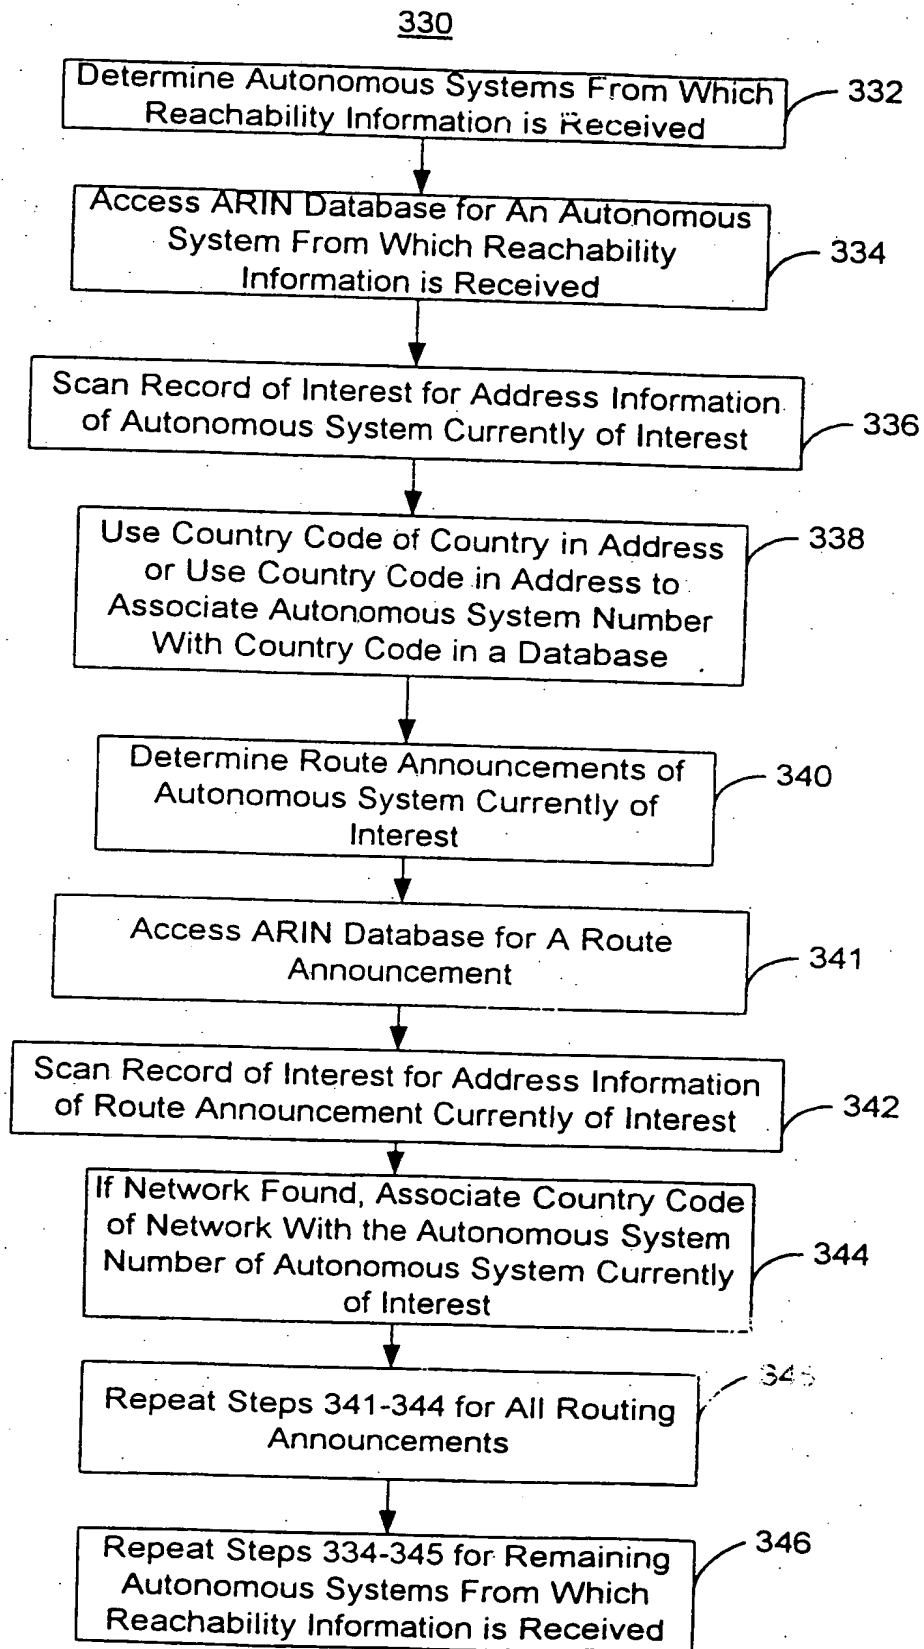 330
Determine Autonomous Systems From Which
Reachability Information is Received
332
Access ARIN Database for An Autonomous
System From Which Reachability
Information is Received
334
Scan Record of Interest for Address Information
of Autonomous System Currently of Interest
336
Use Country Code of Country in Address
or Use Country Code in Address to
Associate Autonomous System Number
With Country Code in a Database
338
Determine Route Announcements of
Autonomous System Currently of
Interest
340
Access ARIN Database for A Route
Announcement
341
Scan Record of Interest for Address Information
of Route Announcement Currently of Interest
342
If Network Found, Associate Country Code
of Network With the Autonomous System
Number of Autonomous System Currently
of Interest
344
Repeat Steps 341-344 for All Routing
Announcements
345
Repeat Steps 334-345 for Remaining
Autonomous Systems From Which
Reachability Information is Received
346